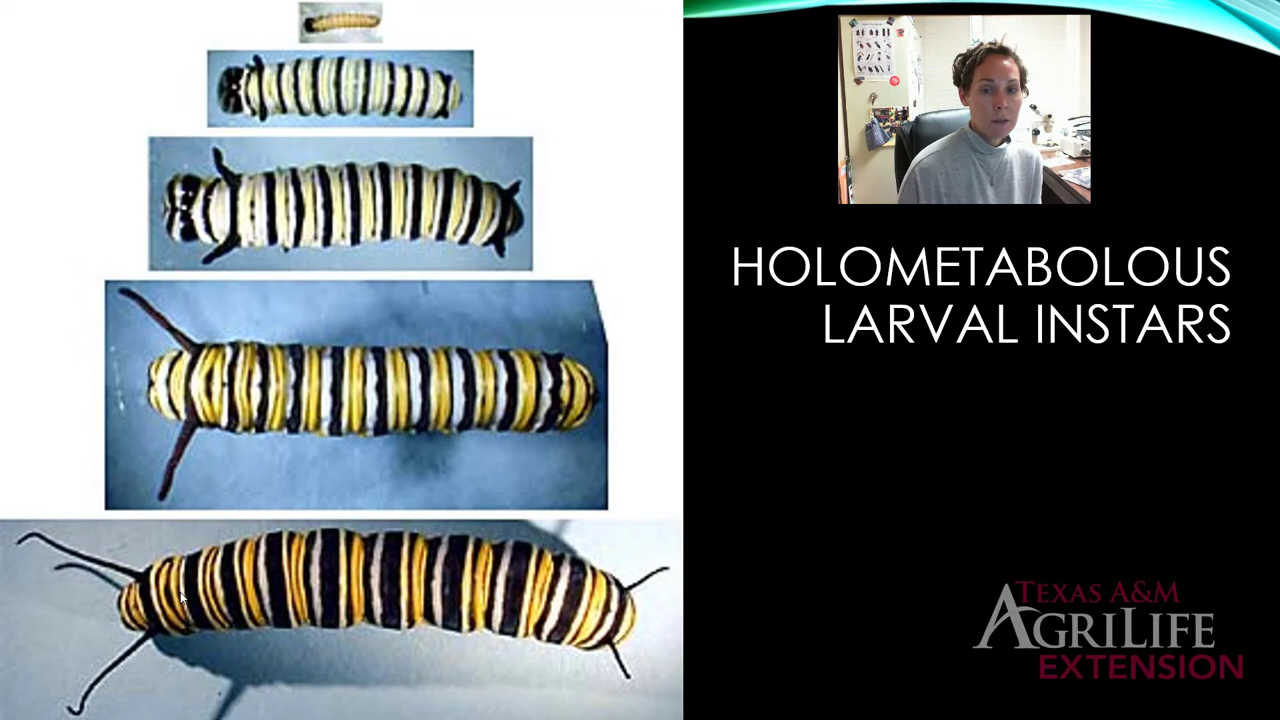 HOLOMETABOLOUS
LARVAL INSTARS
TEXAS A&M
AGRILIFE
EXTENSION